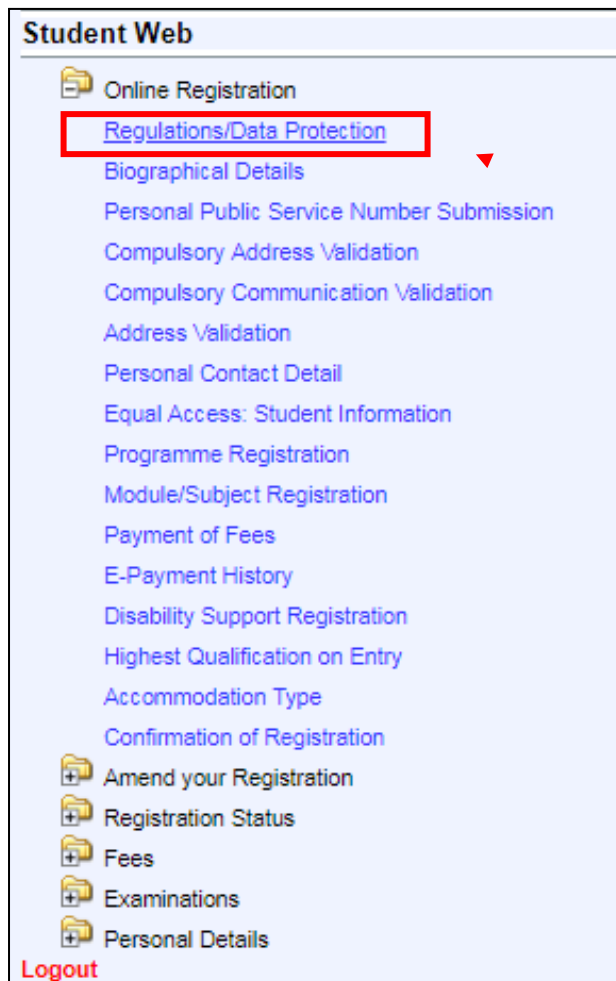 Student Web
Online Registration
Regulations/Data Protection
Biographical Details
Personal Public Service Number Submission
Compulsory Address Validation
Compulsory Communication Validation
Address Validation
Personal Contact Detail
Equal Access: Student Information
Programme Registration
Module/Subject Registration
Payment of Fees
E-Payment History
Disability Support Registration
Highest Qualification on Entry
Accommodation Type
Confirmation of Registration
Amend your Registration
Registration Status
Fees
Examinations
Personal Details
Logout